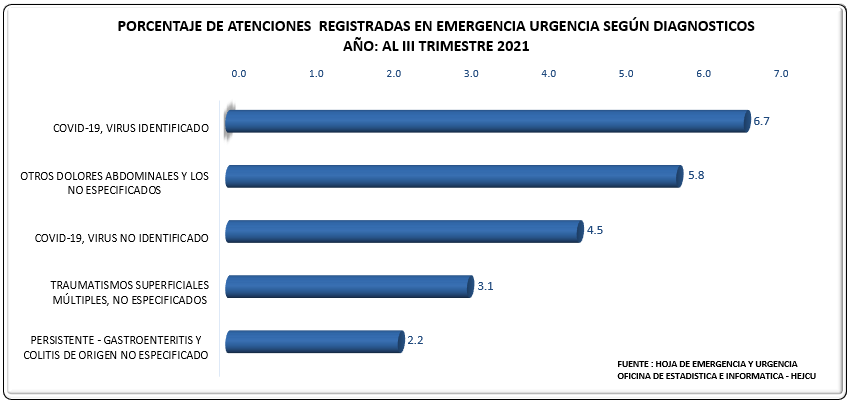 PORCENTAJE DE ATENCIONES REGISTRADAS EN EMERGENCIA URGENCIA SEGÚN DIAGNOSTICOS
AÑO: AL III TRIMESTRE 2021
0.0 1.0 2.0 3.0 4.0 5.0 6.0 7.0
COVID-19, VIRUS IDENTIFICADO
6.7
OTROS DOLORES ABDOMINALES Y LOS
NO ESPECIFICADOS
5.8
COVID-19, VIRUS NO IDENTIFICADO
4.5
TRAUMATISMOS SUPERFICIALES
MÚLTIPLES, NO ESPECIFICADOS
3.1
PERSISTENTE - GASTROENTERITIS Y
COLITIS DE ORIGEN NO ESPECIFICADO
2.2
FUENTE : HOJA DE EMERGENCIA Y URGENCIA
OFICINA DE ESTADISTICA E INFORMATICA - HEJCU